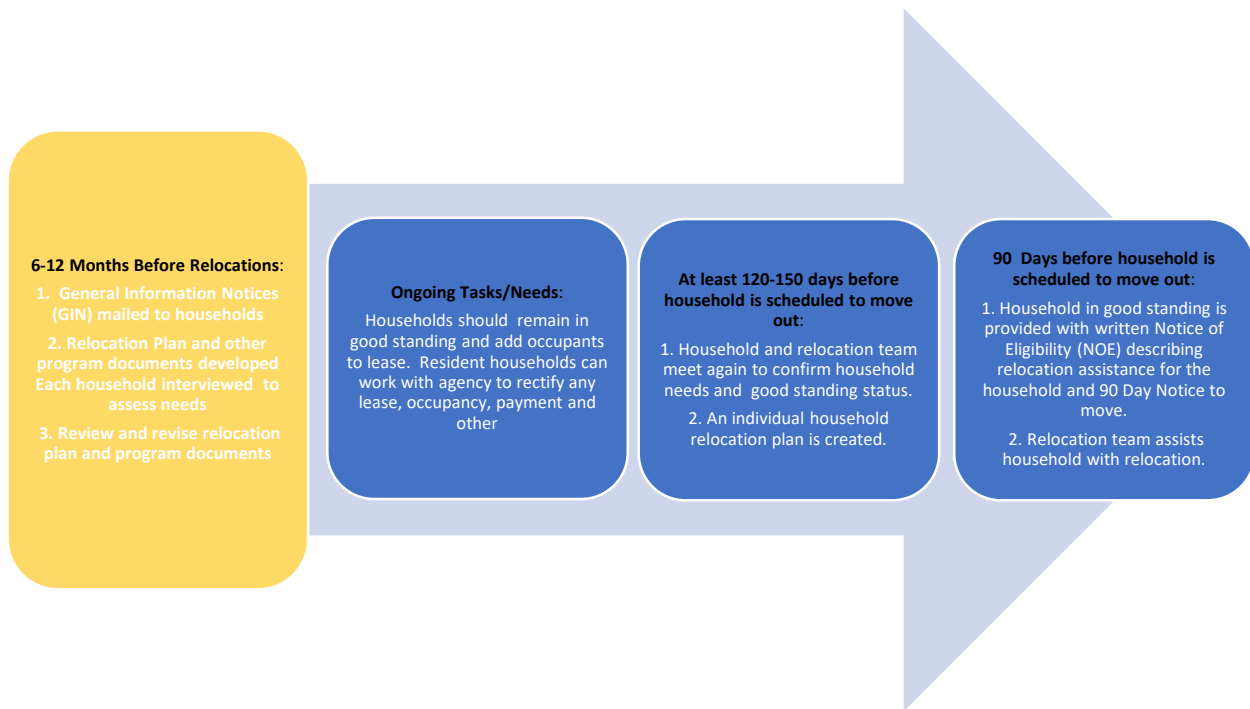 6-12 Months Before Relocations:
1. General Information Notices
(GIN) mailed to households
2. Relocation Plan and other
program documents developed
Each household interviewed to
assess needs
3. Review and revise relocation
plan and program documents
Ongoing Tasks/Needs:
Households should remain in
good standing and add occupants
to lease. Resident households can
work with agency to rectify any
lease, occupancy, payment and
other
At least 120-150 days before
household is scheduled to move
out:
1. Household and relocation team
meet again to confirm household
needs and good standing status.
2. An individual household
relocation plan is created.
90 Days before household is
scheduled to move out:
1. Household in good standing is
provided with written Notice of
Eligibility (NOE) describing
relocation assistance for the
household and 90 Day Notice to
move.
2. Relocation team assists
household with relocation.